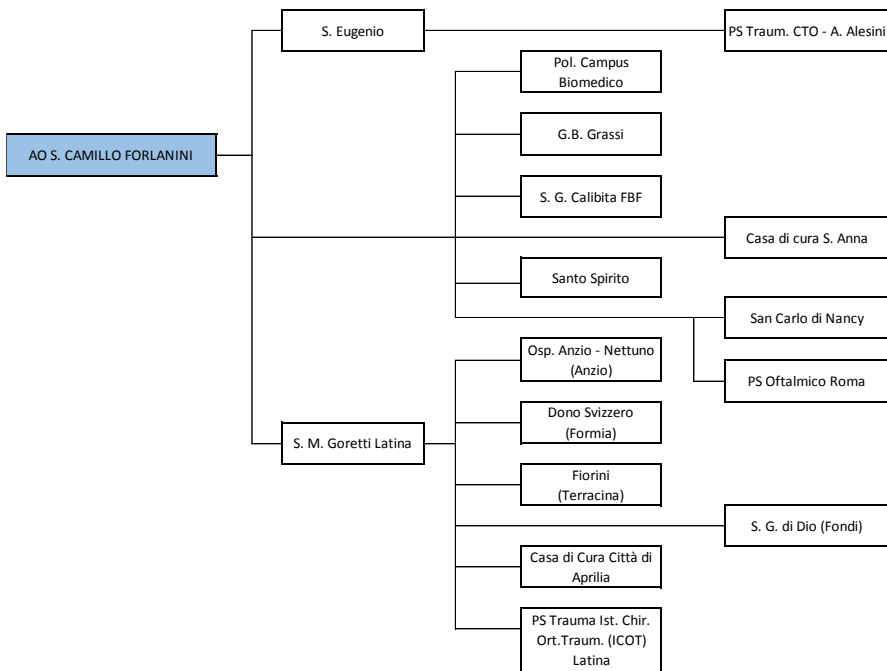 S. Eugenio
PS Traum. CTO - A. Alesini
Pol. Campus
Biomedico
G.B. Grassi
AO S. CAMILLO FORLANINI
S. G. Calibita FBF
Casa di cura S. Anna
Santo Spirito
San Carlo di Nancy
Osp. Anzio - Nettuno
(Anzio)
PS Oftalmico Roma
Dono Svizzero
(Formia)
S. M. Goretti Latina
Fiorini
(Terracina)
S. G. di Dio (Fondi)
Casa di Cura Città di
Aprilia
PS Trauma Ist. Chir.
Ort.Traum. (ICOT)
Latina